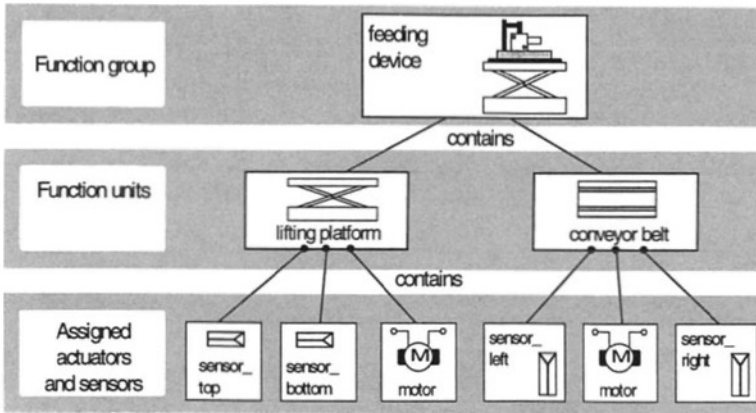 Function group
feeding
device
contains
Function units
lifting platform
conveyor belt
contains
Assigned
actuators
and sensors
sensor_
top
sensor_
bottom
M
motor
sensor_
left
M
motor
sensor_
right